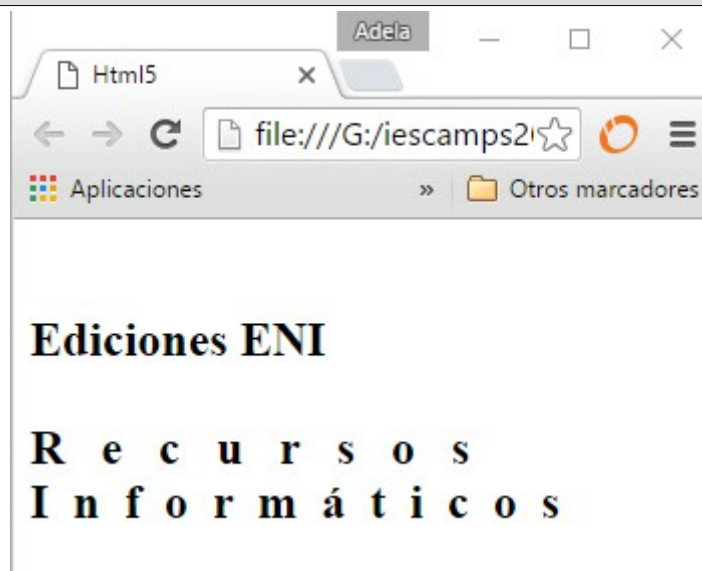 Adela
Html5
file:///G:/iescamps2
Aplicaciones » Otros marcadores
Ediciones ENI
R e c u r s o s
I n f o r m á t i c o s